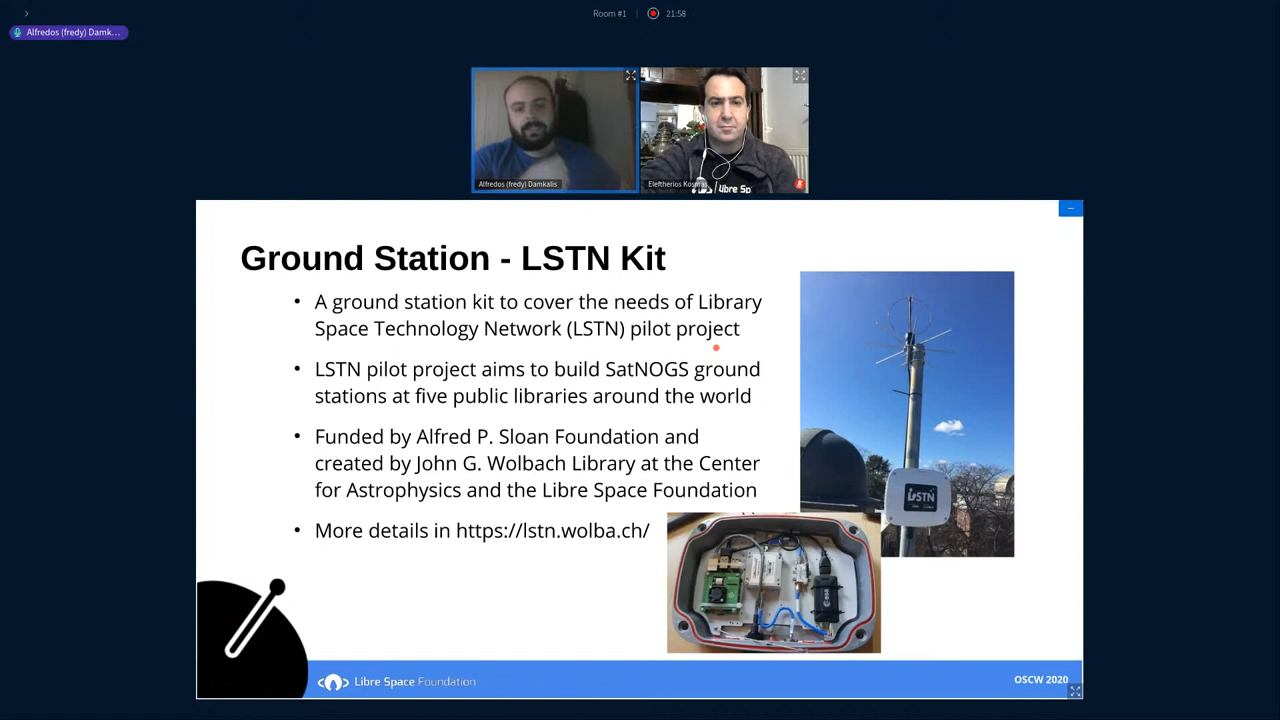 Room #1
21:58
Alfredos (fredy) Damk...
Alfredos (fredy) Damkalis
Eleftherios Kosmas
Libre Sp
Ground Station - LSTN Kit
• A ground station kit to cover the needs of Library
Space Technology Network (LSTN) pilot project
• LSTN pilot project aims to build SatNOGS ground
stations at five public libraries around the world
• Funded by Alfred P. Sloan Foundation and
created by John G. Wolbach Library at the Center
for Astrophysics and the Libre Space Foundation
• More details in https://lstn.wolba.ch/
LSTN
Libre Space Foundation
OSCW 2020